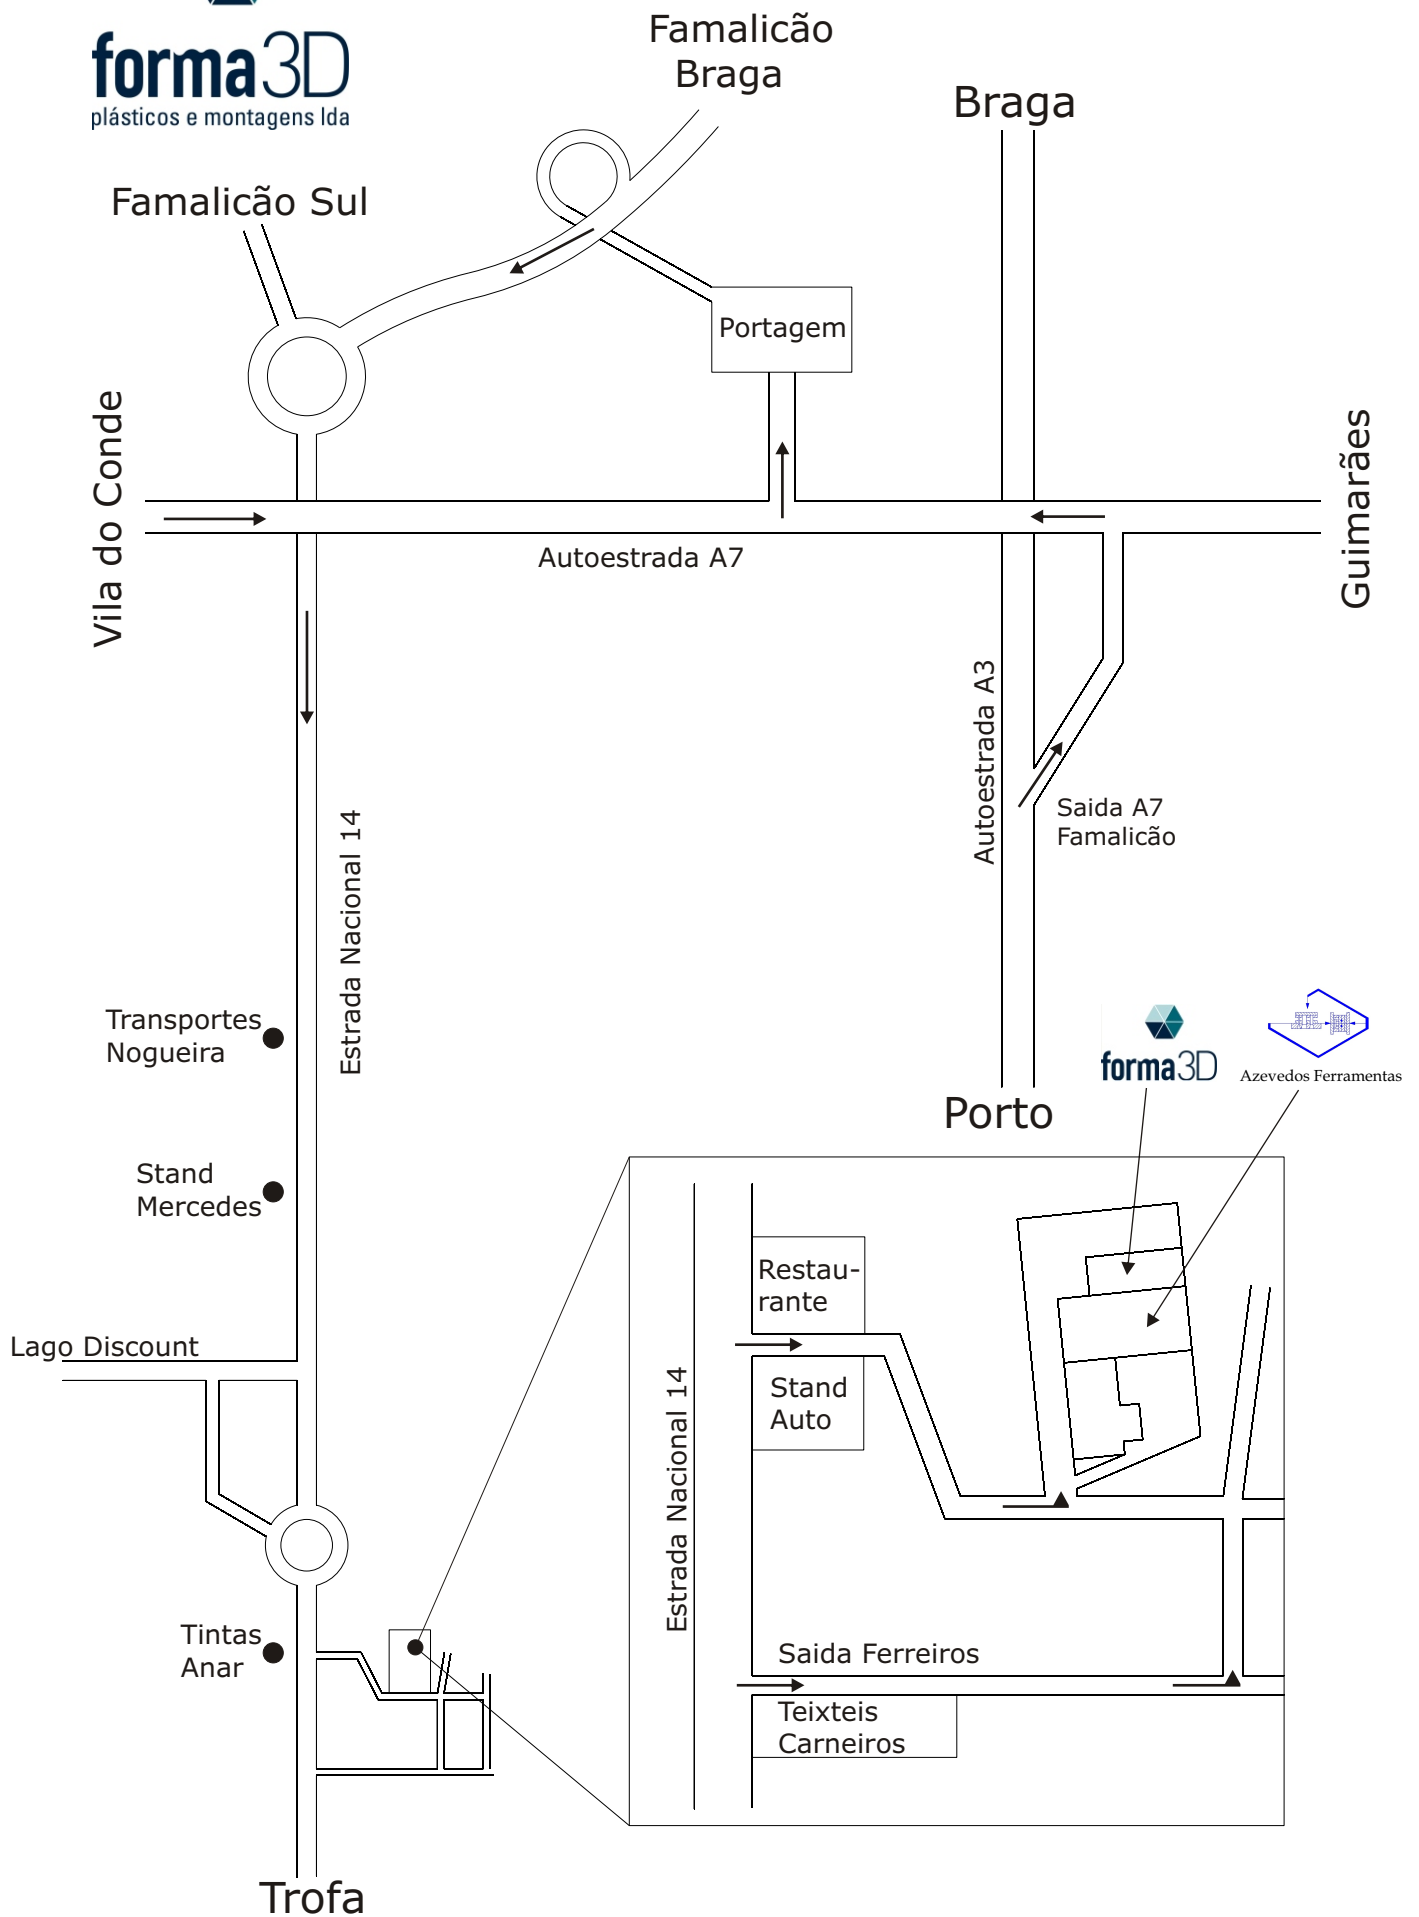 forma3D
plásticos e montagens lda
Famalicão
Braga
Braga
Famalicão Sul
Portagem
Vila do Conde
Guimarães
Autoestrada A7
Autoestrada A3
Saida A7
Famalicão
Estrada Nacional 14
Transportes
Nogueira
Stand
Mercedes
forma3D
Azevedos Ferramentas
Porto
Lago Discount
Restau-
rante
Stand
Auto
Estrada Nacional 14
Tintas
Anar
Saida Ferreiros
Teixteis
Carneiros
Trofa